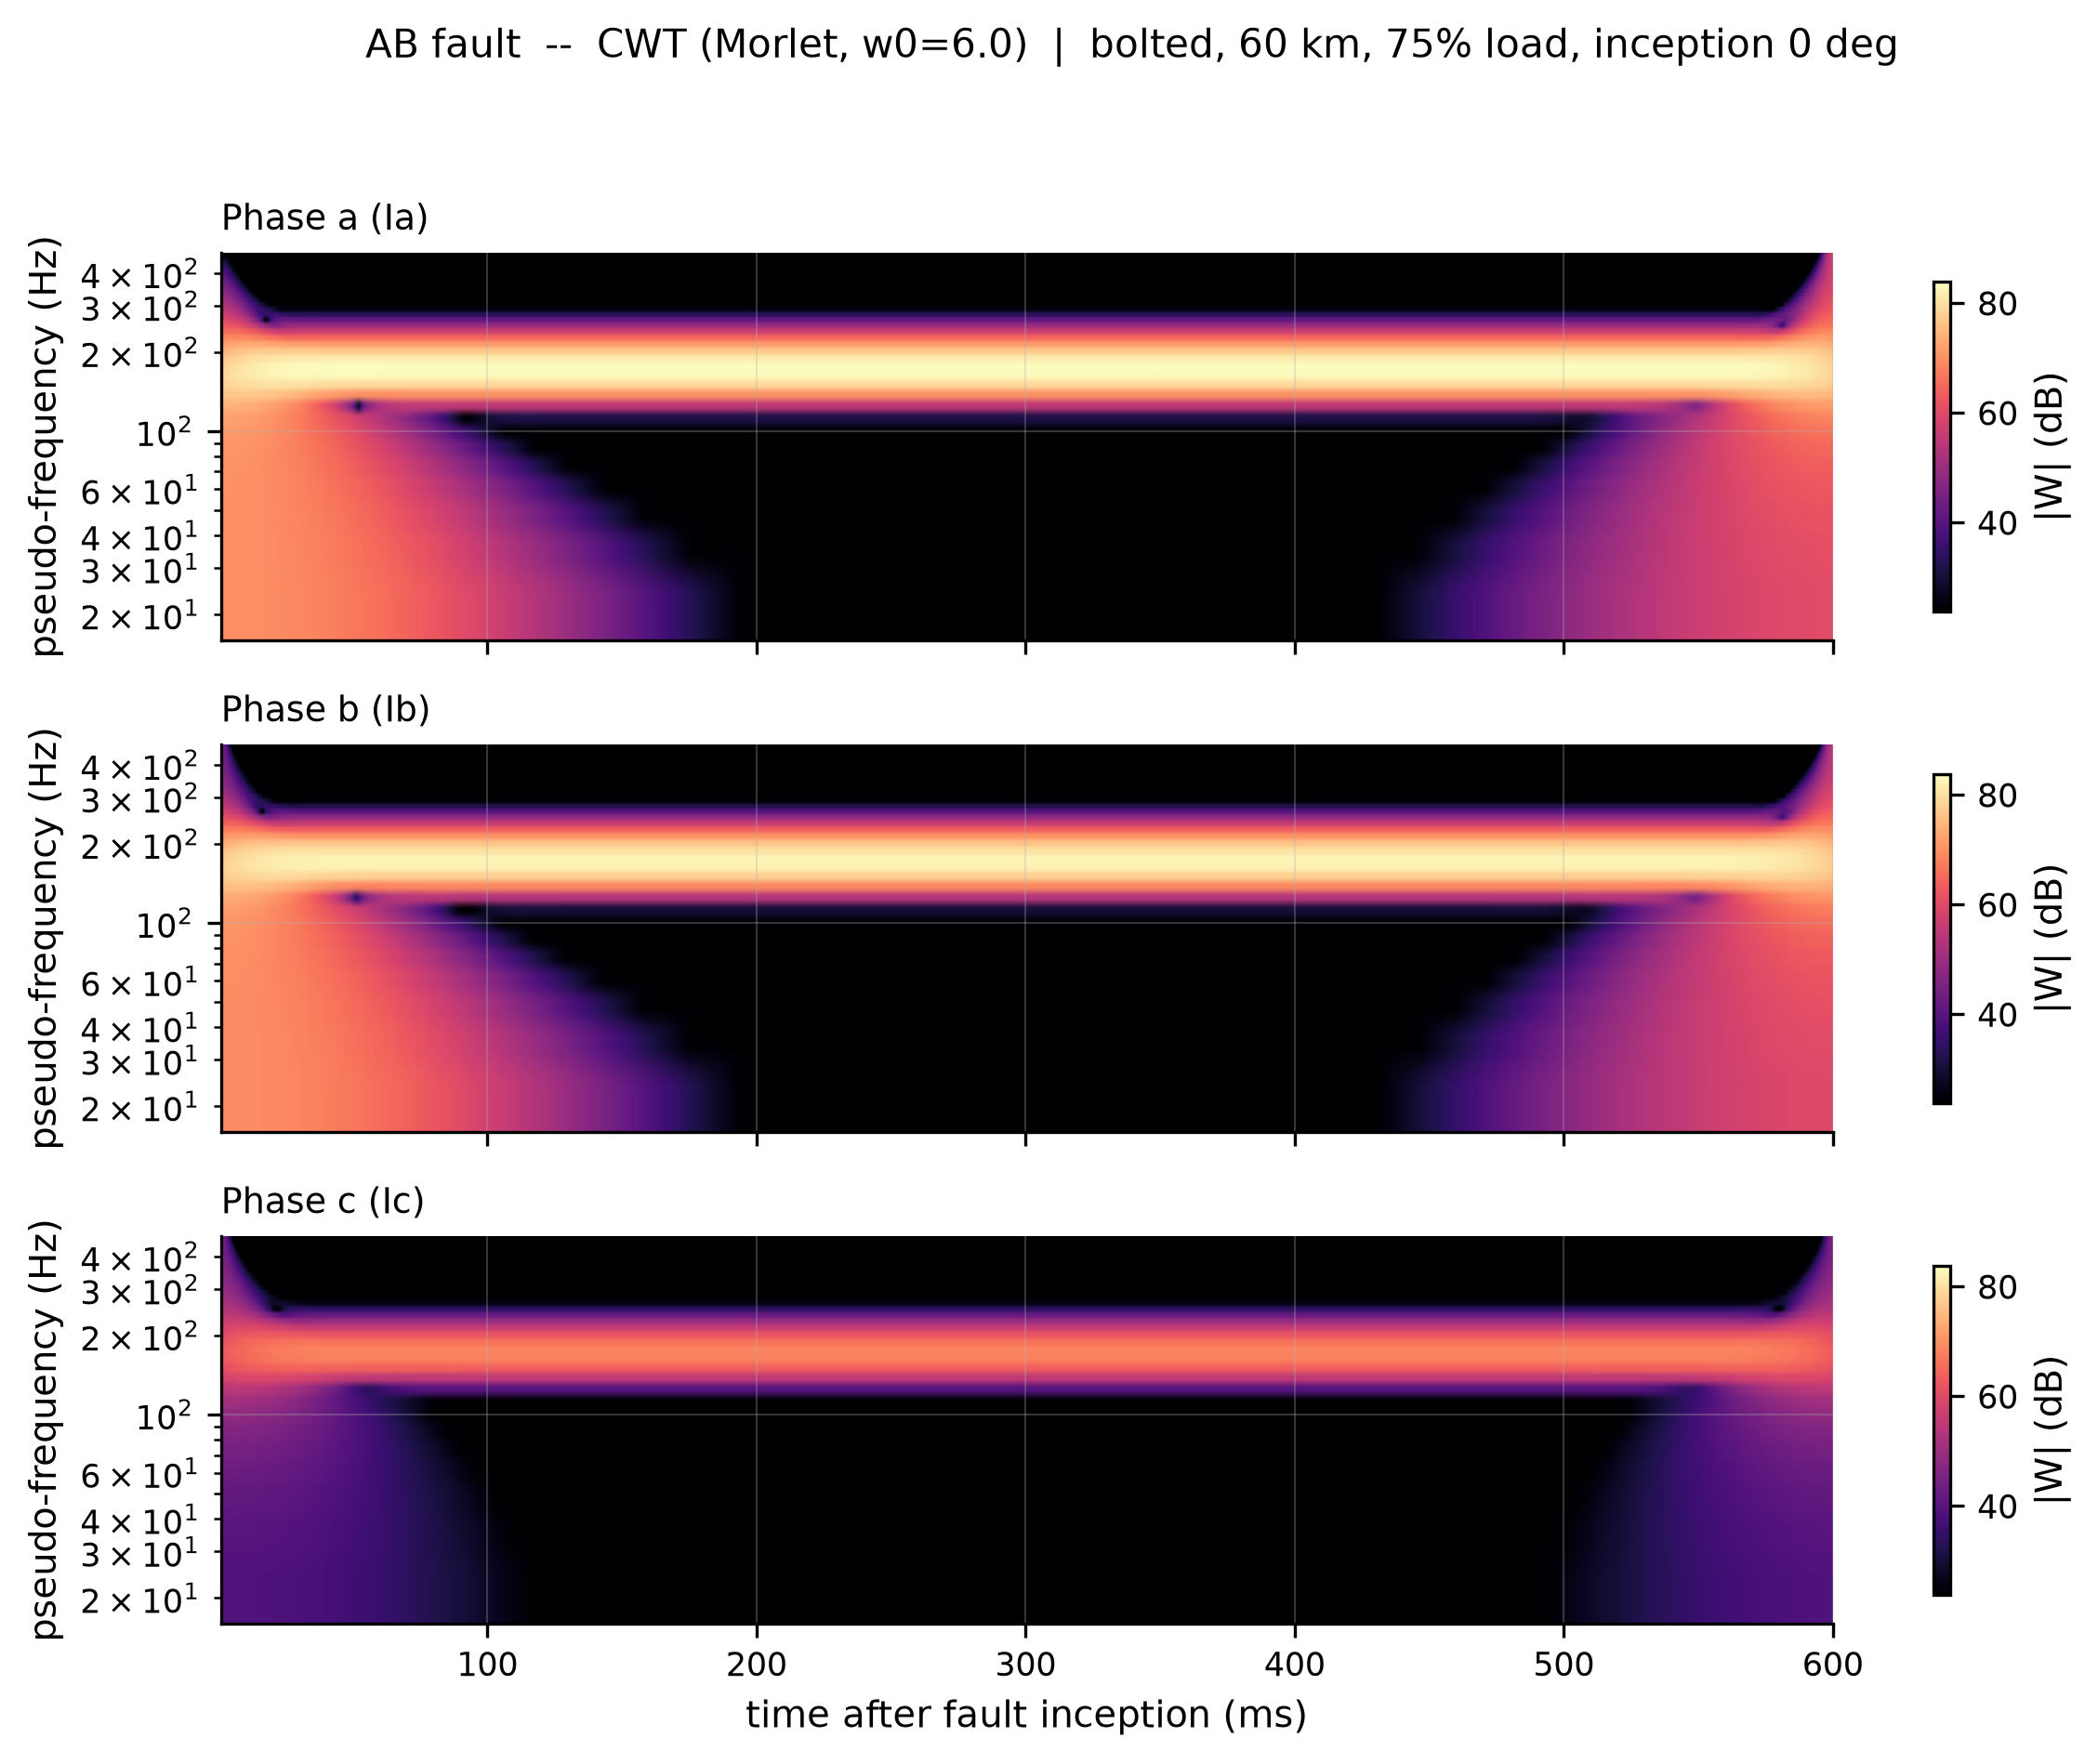 AB fault -- CWT (Morlet, w0=6.0) | bolted, 60 km, 75% load, inception 0 deg
Phase a (Ia)
pseudo-frequency (Hz)
4 × 10²
3 × 10²
2 × 10²
10²
6 × 10¹
4 × 10¹
3 × 10¹
2 × 10¹
80
60
40
|W| (dB)
Phase b (Ib)
pseudo-frequency (Hz)
4 × 10²
3 × 10²
2 × 10²
10²
6 × 10¹
4 × 10¹
3 × 10¹
2 × 10¹
80
60
40
|W| (dB)
Phase c (Ic)
pseudo-frequency (Hz)
4 × 10²
3 × 10²
2 × 10²
10²
6 × 10¹
4 × 10¹
3 × 10¹
2 × 10¹
80
60
40
|W| (dB)
100 200 300 400 500 600
time after fault inception (ms)